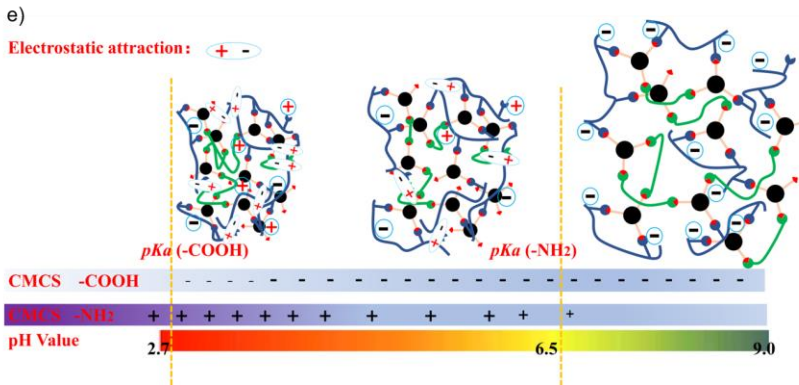 e)
Electrostatic attraction: + -
pKa (-COOH)
pKa (-NH2)
CMCS -COOH
CMCS -NH2
pH Value
2.7
6.5
9.0